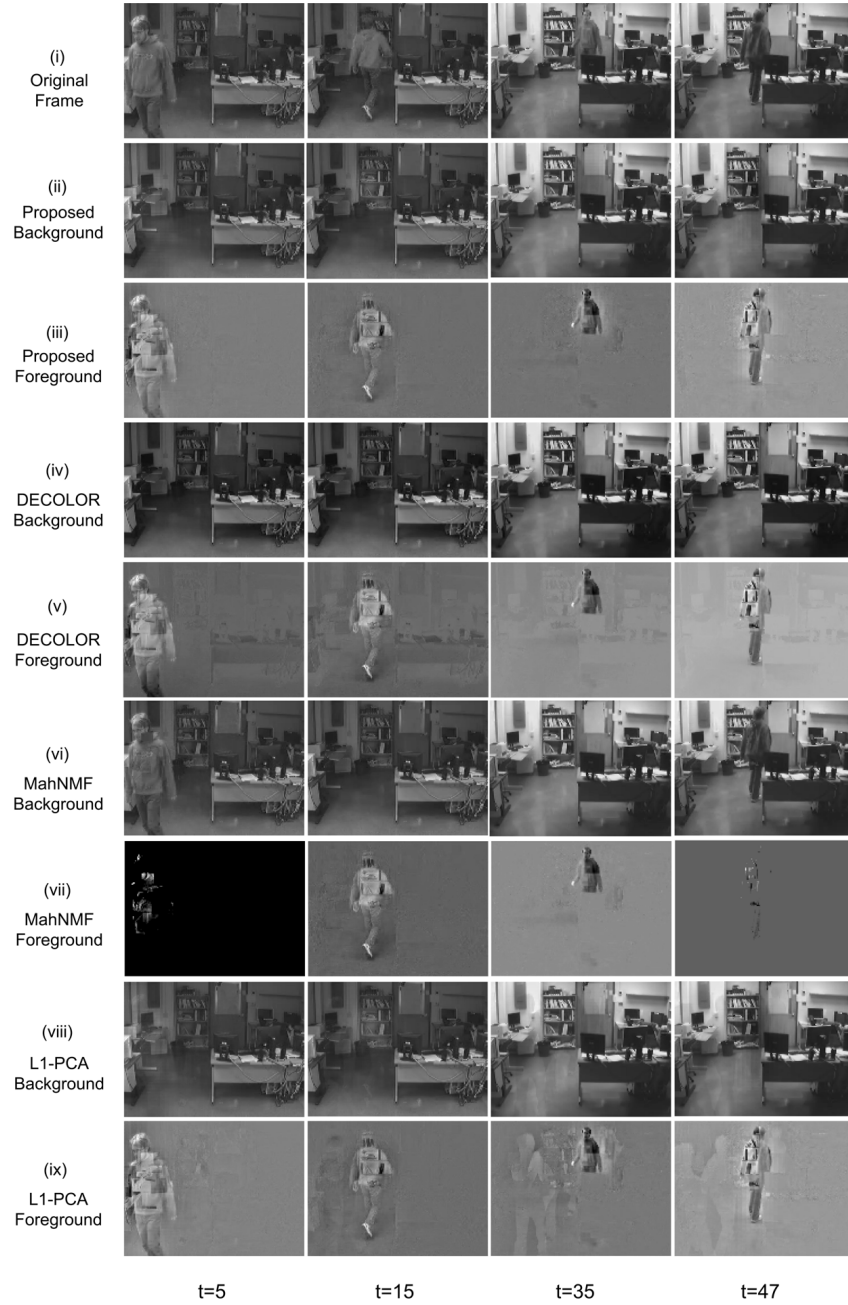 (i)
Original
Frame
(ii)
Proposed
Background
(iii)
Proposed
Foreground
(iv)
DECOLOR
Background
(v)
DECOLOR
Foreground
(vi)
MahNMF
Background
(vii)
MahNMF
Foreground
(viii)
L1-PCA
Background
(ix)
L1-PCA
Foreground
t=5 t=15 t=35 t=47